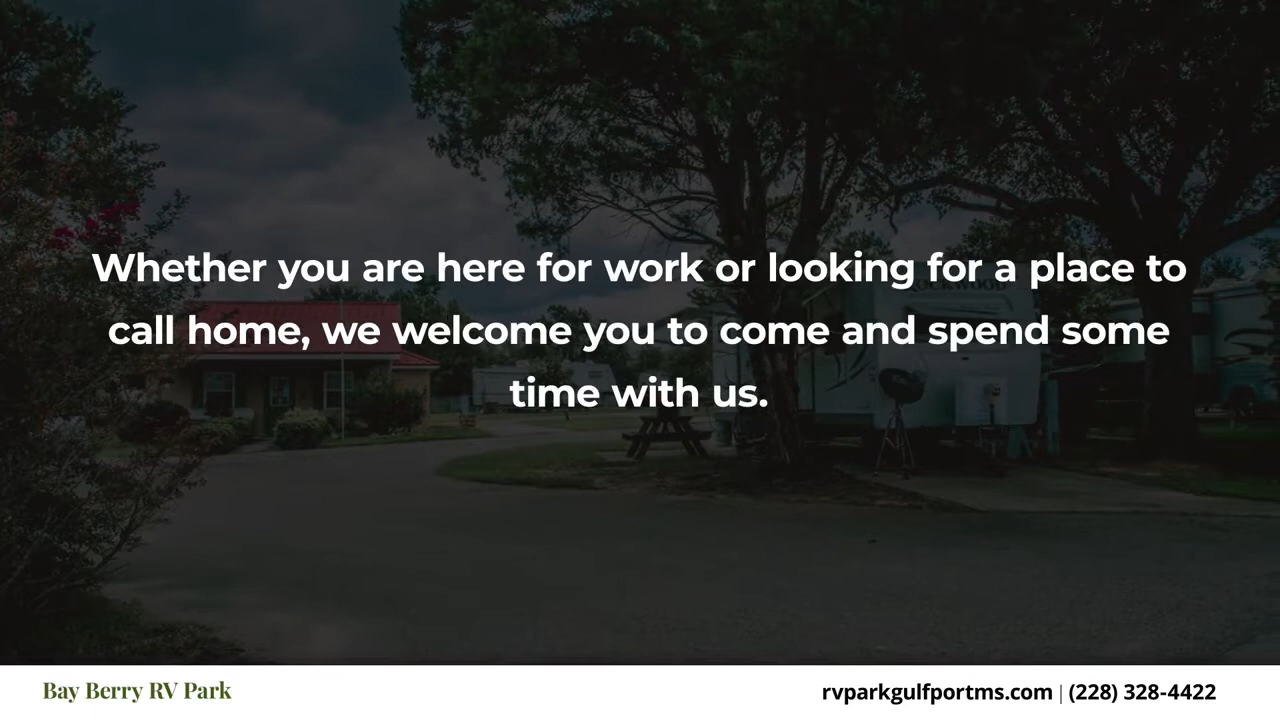 Whether you are here for work or looking for a place to
call home, we welcome you to come and spend some
time with us.
ROCKWOOD
Bay Berry RV Park
rvparkgulfportms.com | (228) 328-4422